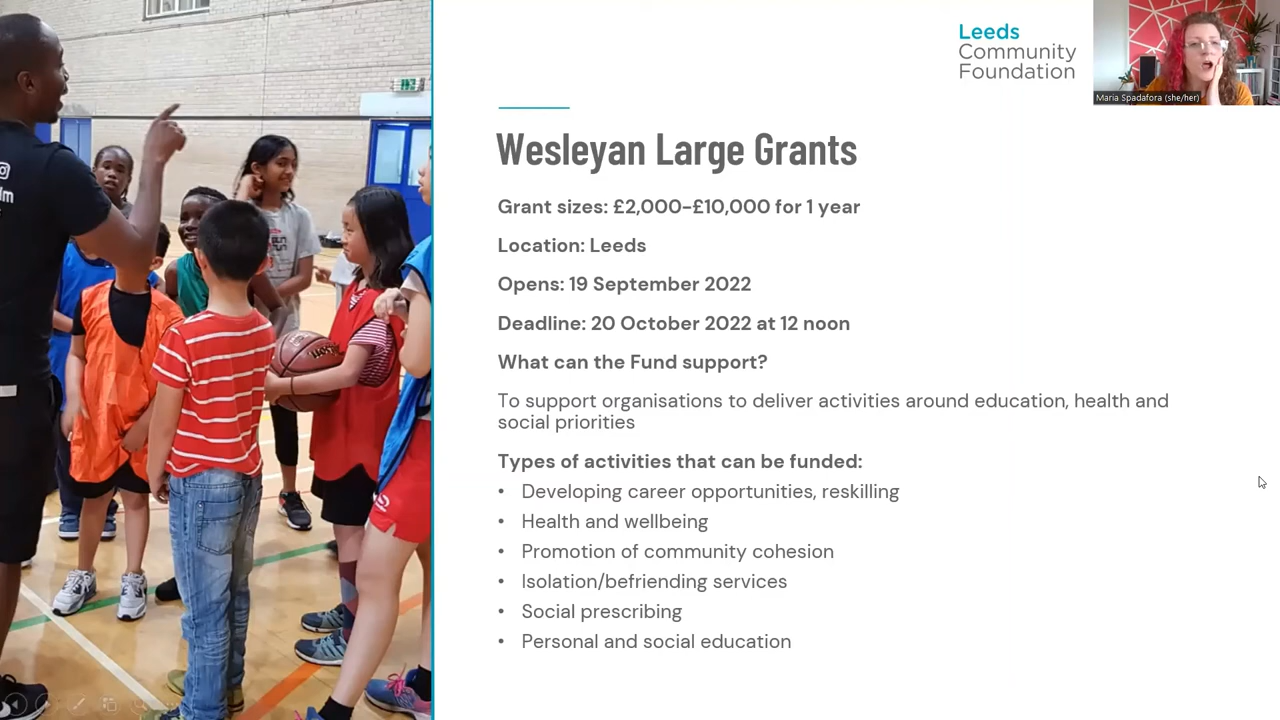 Leeds
Community
Foundation
Maria Spadafora (she/her)
Wesleyan Large Grants
Grant sizes: £2,000-£10,000 for 1 year
Location: Leeds
Opens: 19 September 2022
Deadline: 20 October 2022 at 12 noon
What can the Fund support?
To support organisations to deliver activities around education, health and
social priorities
Types of activities that can be funded:
• Developing career opportunities, reskilling
• Health and wellbeing
• Promotion of community cohesion
• Isolation/befriending services
• Social prescribing
• Personal and social education